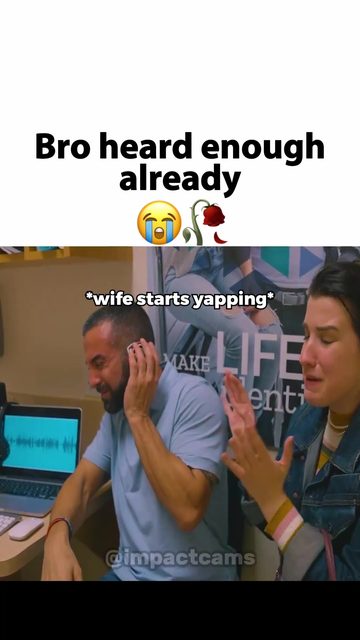 Bro heard enough
already
😭🥀
*wife starts yapping*
MAKE LIFE
@impactcams